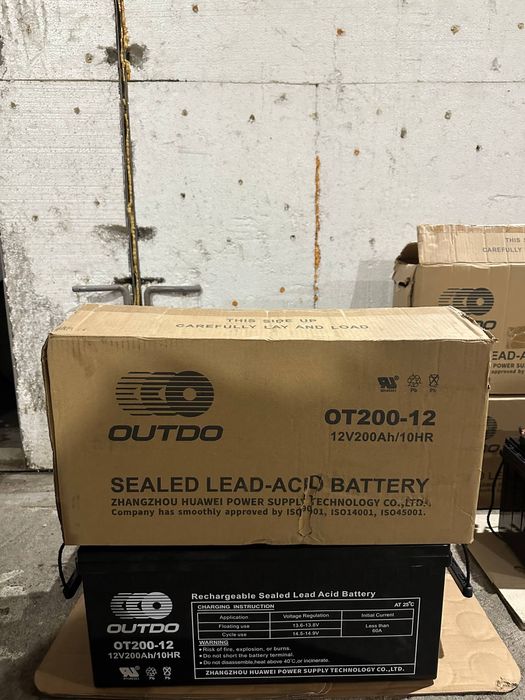 THIS SIDE UP
CAREFULLY LAY AND LOAD
OUTDO
OT200-12
12V200Ah/10HR
Pb Pb
SEALED LEAD-ACID BATTERY
ZHANGZHOU HUAWEI POWER SUPPLY TECHNOLOGY CO.,LTD.
Company has smoothly approved by ISO9001, ISO14001, ISO45001.
THIS
CAREFULLY
LEAD-A
POWER SUPP
approved by
OUTDO
OT200-12
12V200Ah/10HR
Rechargeable Sealed Lead Acid Battery
CHARGING INSTRUCTION AT 25℃
Application Voltage Regulation Initial Current
Floating use 13.6-13.8V Less than
60A
Cycle use 14.5-14.9V
WARNING
Risk of fire, explosion, or burns.
Do not short the battery terminal.
Do not disassemble,heat above 40℃,or incinerate.
ZHANGZHOU HUAWEI POWER SUPPLY TECHNOLOGY CO.,LTD.